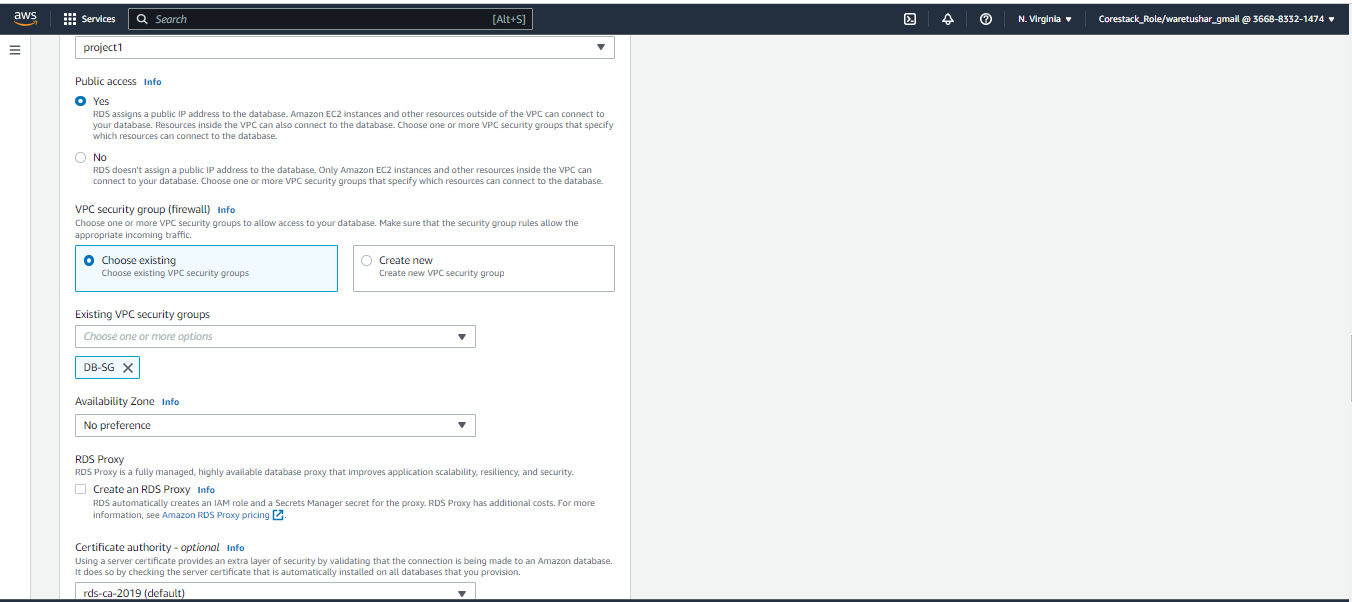 aws
Services
Search
[Alt+S]
N. Virginia
Corestack_Role/waretushar_gmail @ 3668-8332-1474
project1
Public access Info
Yes
RDS assigns a public IP address to the database. Amazon EC2 instances and other resources outside of the VPC can connect to
your database. Resources inside the VPC can also connect to the database. Choose one or more VPC security groups that specify
which resources can connect to the database.
No
RDS doesn't assign a public IP address to the database. Only Amazon EC2 instances and other resources inside the VPC can
connect to your database. Choose one or more VPC security groups that specify which resources can connect to the database.
VPC security group (firewall) Info
Choose one or more VPC security groups to allow access to your database. Make sure that the security group rules allow the
appropriate incoming traffic.
Choose existing
Choose existing VPC security groups
Create new
Create new VPC security group
Existing VPC security groups
Choose one or more options
DB-SG
Availability Zone Info
No preference
RDS Proxy
RDS Proxy is a fully managed, highly available database proxy that improves application scalability, resiliency, and security.
Create an RDS Proxy Info
RDS automatically creates an IAM role and a Secrets Manager secret for the proxy. RDS Proxy has additional costs. For more
information, see Amazon RDS Proxy pricing.
Certificate authority - optional Info
Using a server certificate provides an extra layer of security by validating that the connection is being made to an Amazon database.
It does so by checking the server certificate that is automatically installed on all databases that you provision.
rds-ca-2019 (default)